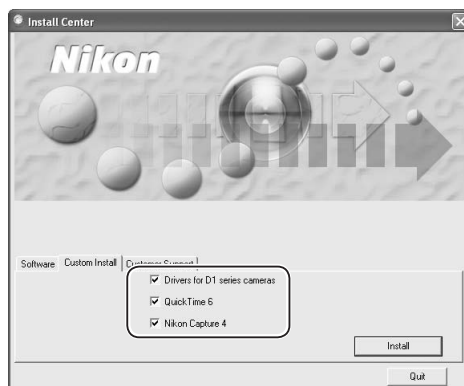 Install Center
Nikon
Software Custom Install Customer Support
Drivers for D1 series cameras
QuickTime 6
Nikon Capture 4
Install
Quit